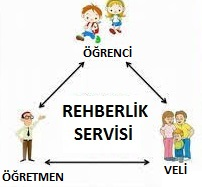 ÖĞRENCİ
REHBERLİK
SERVİSİ
ÖĞRETMEN
VELİ